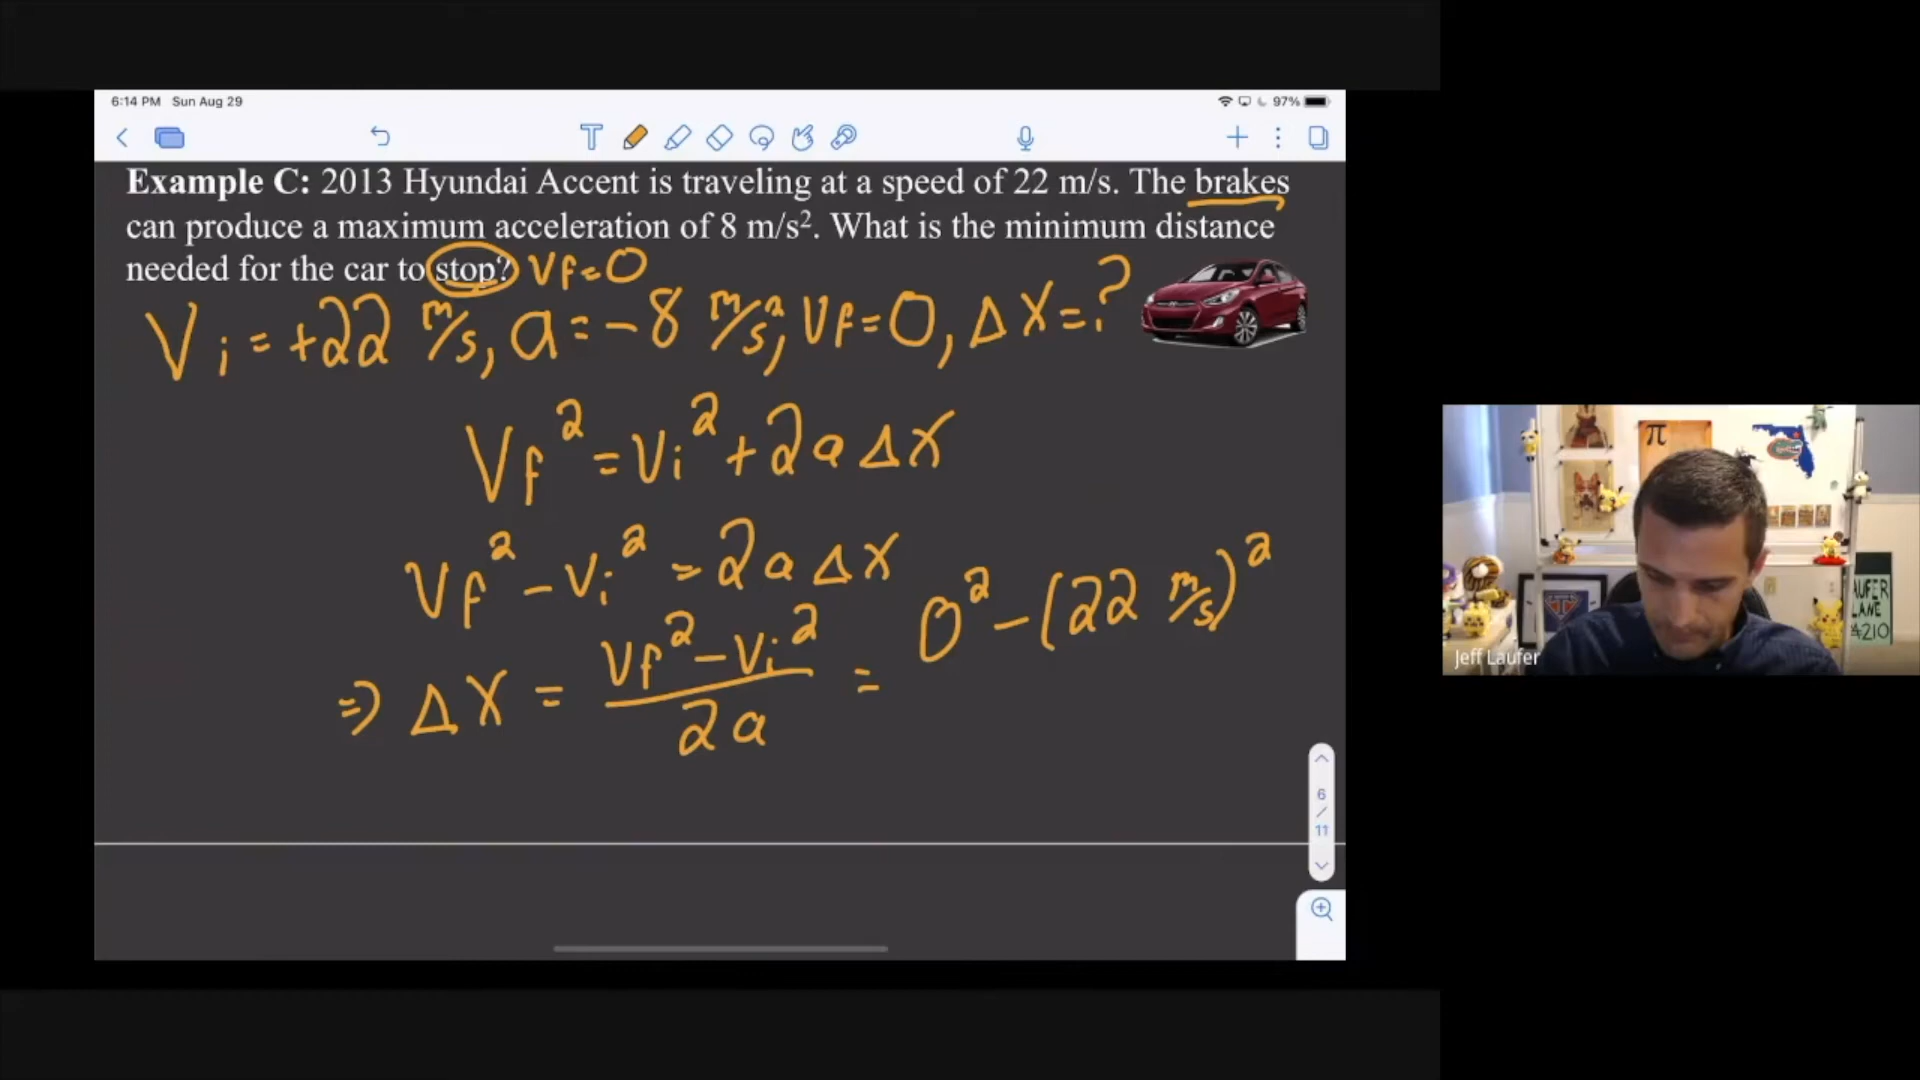 6:14 PM Sun Aug 29
97%
Example C: 2013 Hyundai Accent is traveling at a speed of 22 m/s. The brakes
can produce a maximum acceleration of 8 m/s². What is the minimum distance
needed for the car to stop? Vf=0
Vi = +22 m/s, a = -8 m/s², Vf=0, ΔX=?
Vf² = Vi² + 2aΔX
Vf² - Vi² = 2aΔX
⇒ ΔX = (Vf² - Vi²)/2a = 0² - (22 m/s)²
6
/
11
π
LAUFER
LANE
4210
Jeff Laufer